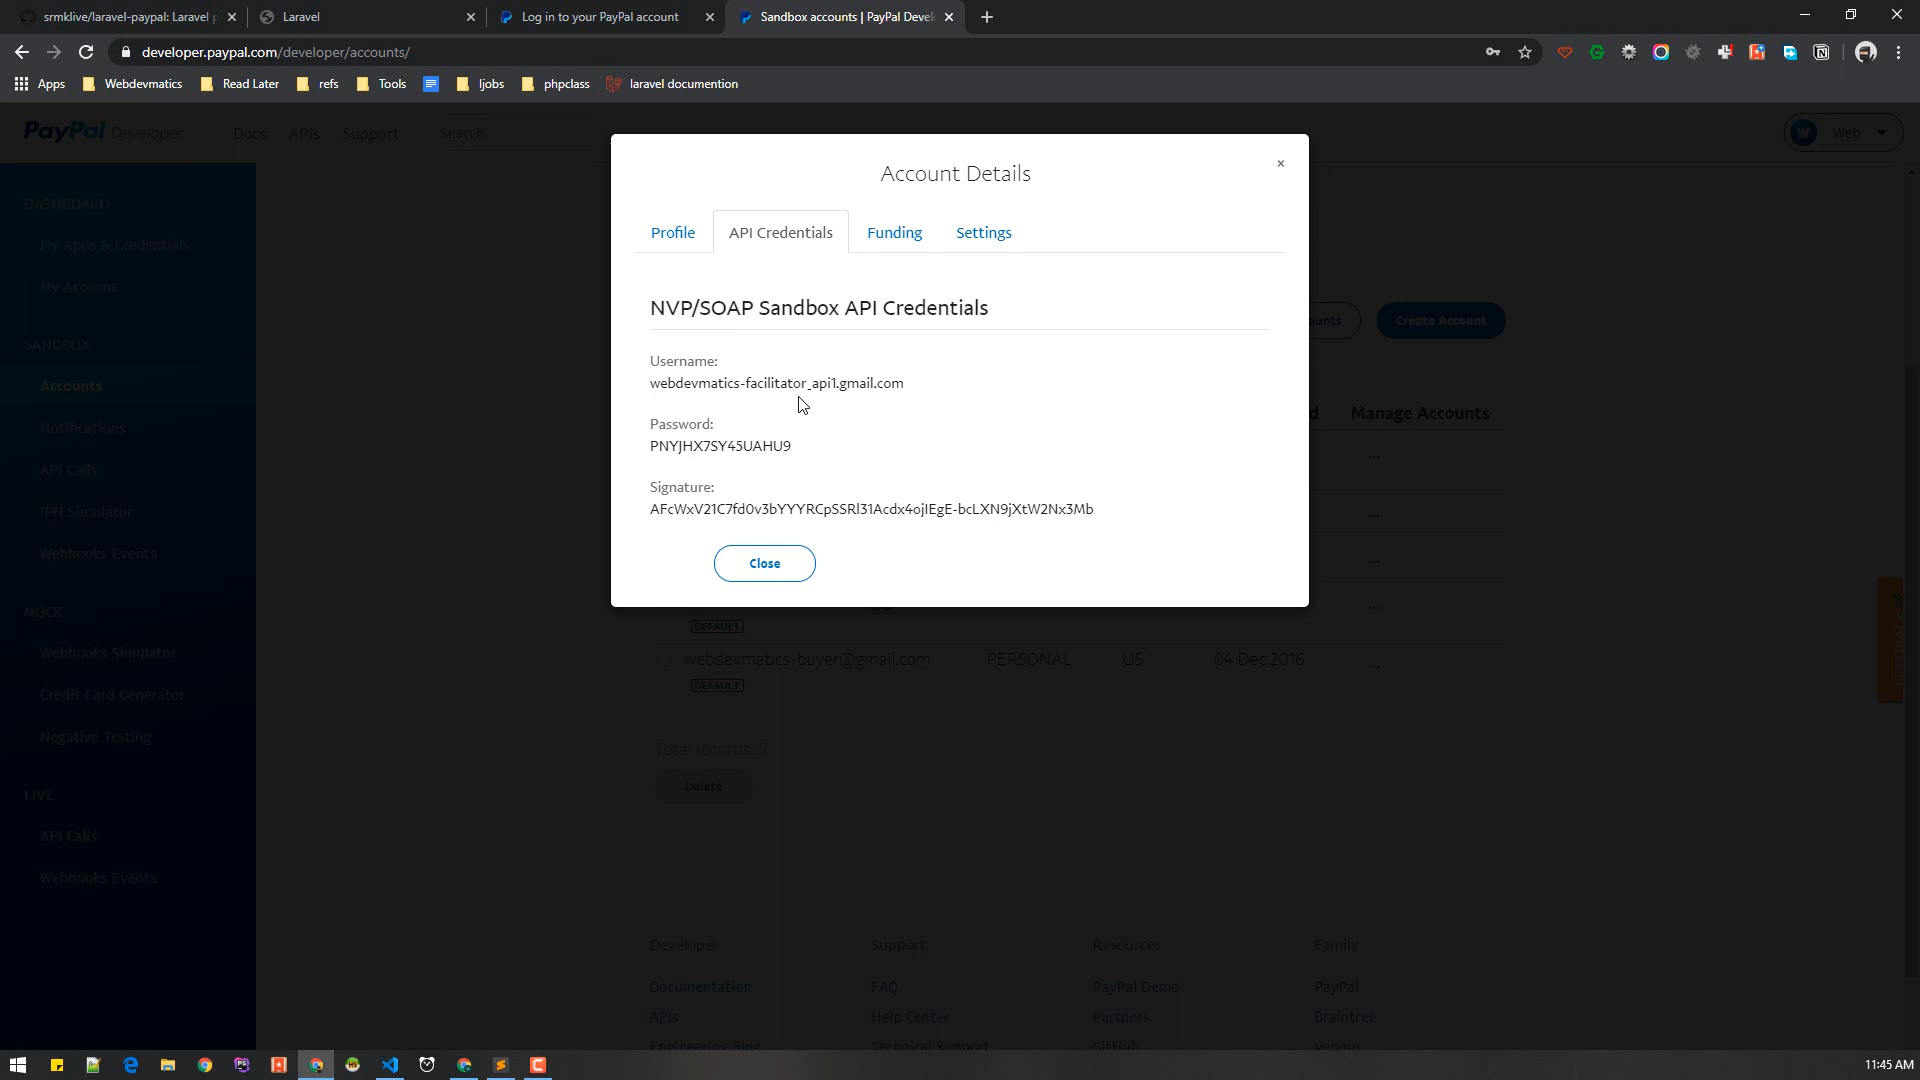 srmklive/laravel-paypal: Laravel p
Laravel
Log in to your PayPal account
Sandbox accounts | PayPal Devel
developer.paypal.com/developer/accounts/
Apps
Webdevmatics
Read Later
refs
Tools
ljobs
phpclass
laravel documention
PayPal Developer
Docs
APIs
Support
Search
W
Web
DASHBOARD
My Apps & Credentials
My Account
SANDBOX
Accounts
Notifications
API Calls
IPN Simulator
Webhooks Events
MOCK
Webhooks Simulator
Credit Card Generator
Negative Testing
LIVE
API Calls
Webhooks Events
Account Details
×
Profile
API Credentials
Funding
Settings
NVP/SOAP Sandbox API Credentials
Username:
webdevmatics-facilitator_api1.gmail.com
Password:
PNYJHX7SY45UAHU9
Signature:
AFcWxV21C7fd0v3bYYYRCpSSRl31Acdx4ojIEgE-bcLXN9jXtW2Nx3Mb
Close
ounts
Create Account
d
Manage Accounts
...
...
...
...
DEFAULT
webdevmatics-buyer@gmail.com
PERSONAL
US
04 Dec 2016
...
DEFAULT
Total records: 5
Delete
Developer
Support
Resources
Family
Documentation
FAQ
PayPal Demo
PayPal
APIs
Help Center
Partners
Braintree
Engineering Blog
Technical Support
GitHub
Venmo
11:45 AM